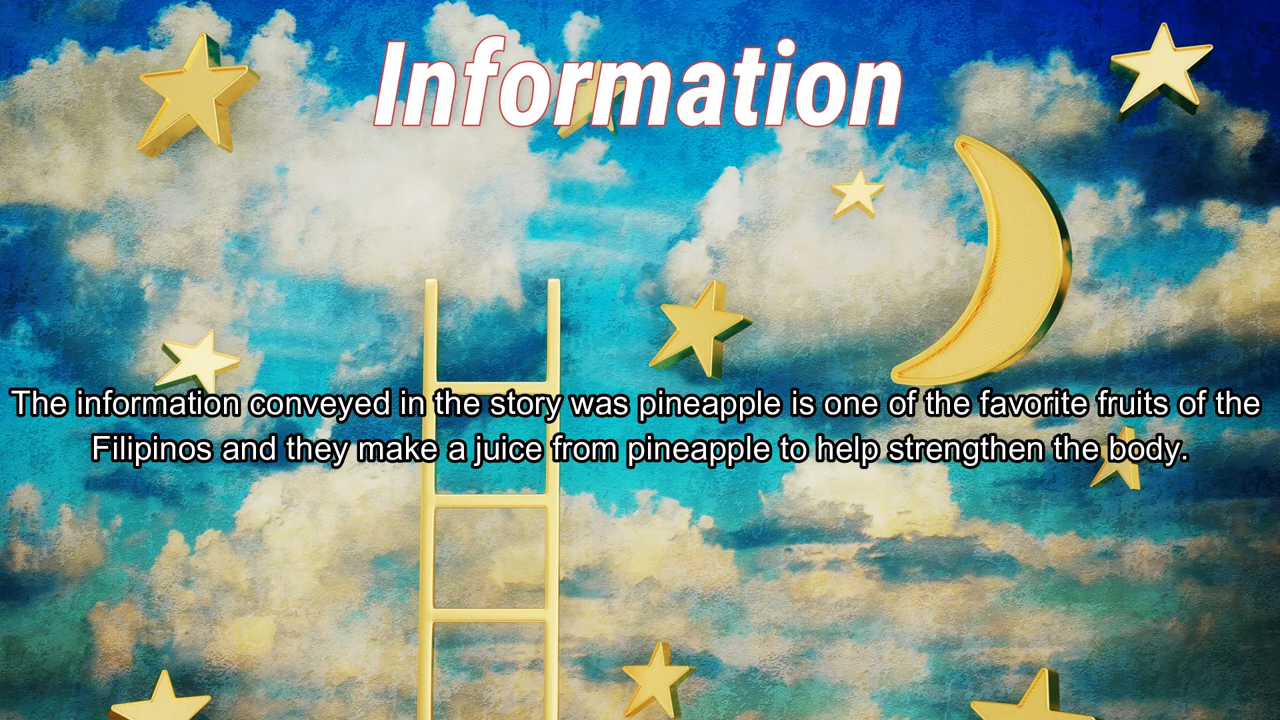 Information
The information conveyed in the story was pineapple is one of the favorite fruits of the
Filipinos and they make a juice from pineapple to help strengthen the body.